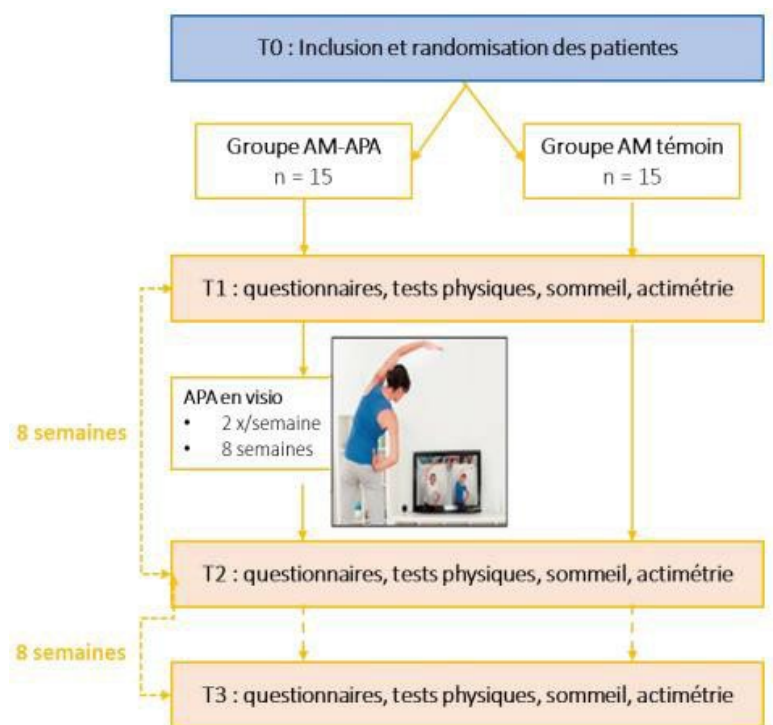 T0 : Inclusion et randomisation des patientes
Groupe AM-APA
n = 15
Groupe AM témoin
n = 15
T1 : questionnaires, tests physiques, sommeil, actimétrie
APA en visio
• 2 x/semaine
• 8 semaines
8 semaines
T2 : questionnaires, tests physiques, sommeil, actimétrie
8 semaines
T3 : questionnaires, tests physiques, sommeil, actimétrie